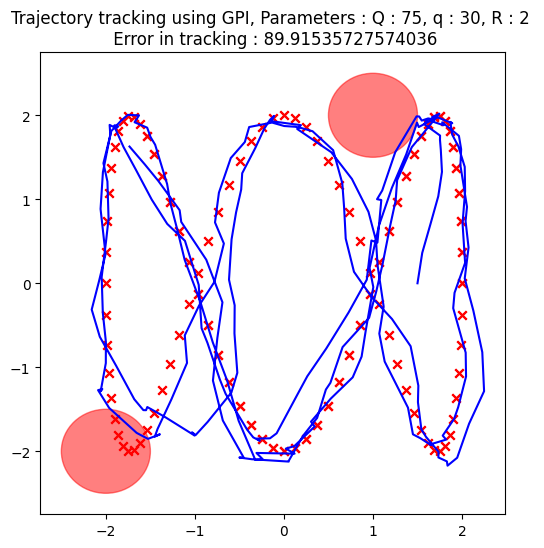 Trajectory tracking using GPI, Parameters : Q : 75, q : 30, R : 2
Error in tracking : 89.91535727574036
2
1
0
−1
−2
−2 −1 0 1 2